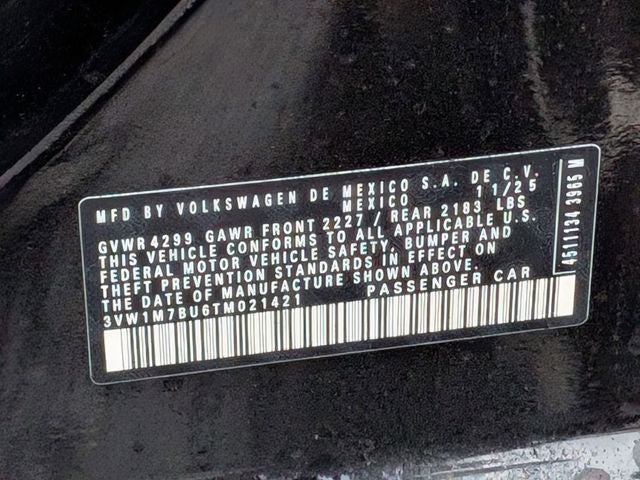 MFD BY VOLKSWAGEN DE MEXICO S.A. DE C.V.
MEXICO 11/25
GVWR 4299 GAWR FRONT 2227 / REAR 2183 LBS
THIS VEHICLE CONFORMS TO ALL APPLICABLE U.S.
FEDERAL MOTOR VEHICLE SAFETY, BUMPER AND
THEFT PREVENTION STANDARDS IN EFFECT ON
THE DATE OF MANUFACTURE SHOWN ABOVE.
3VW1M7BU6TM021421 PASSENGER CAR
45111134 3965 M